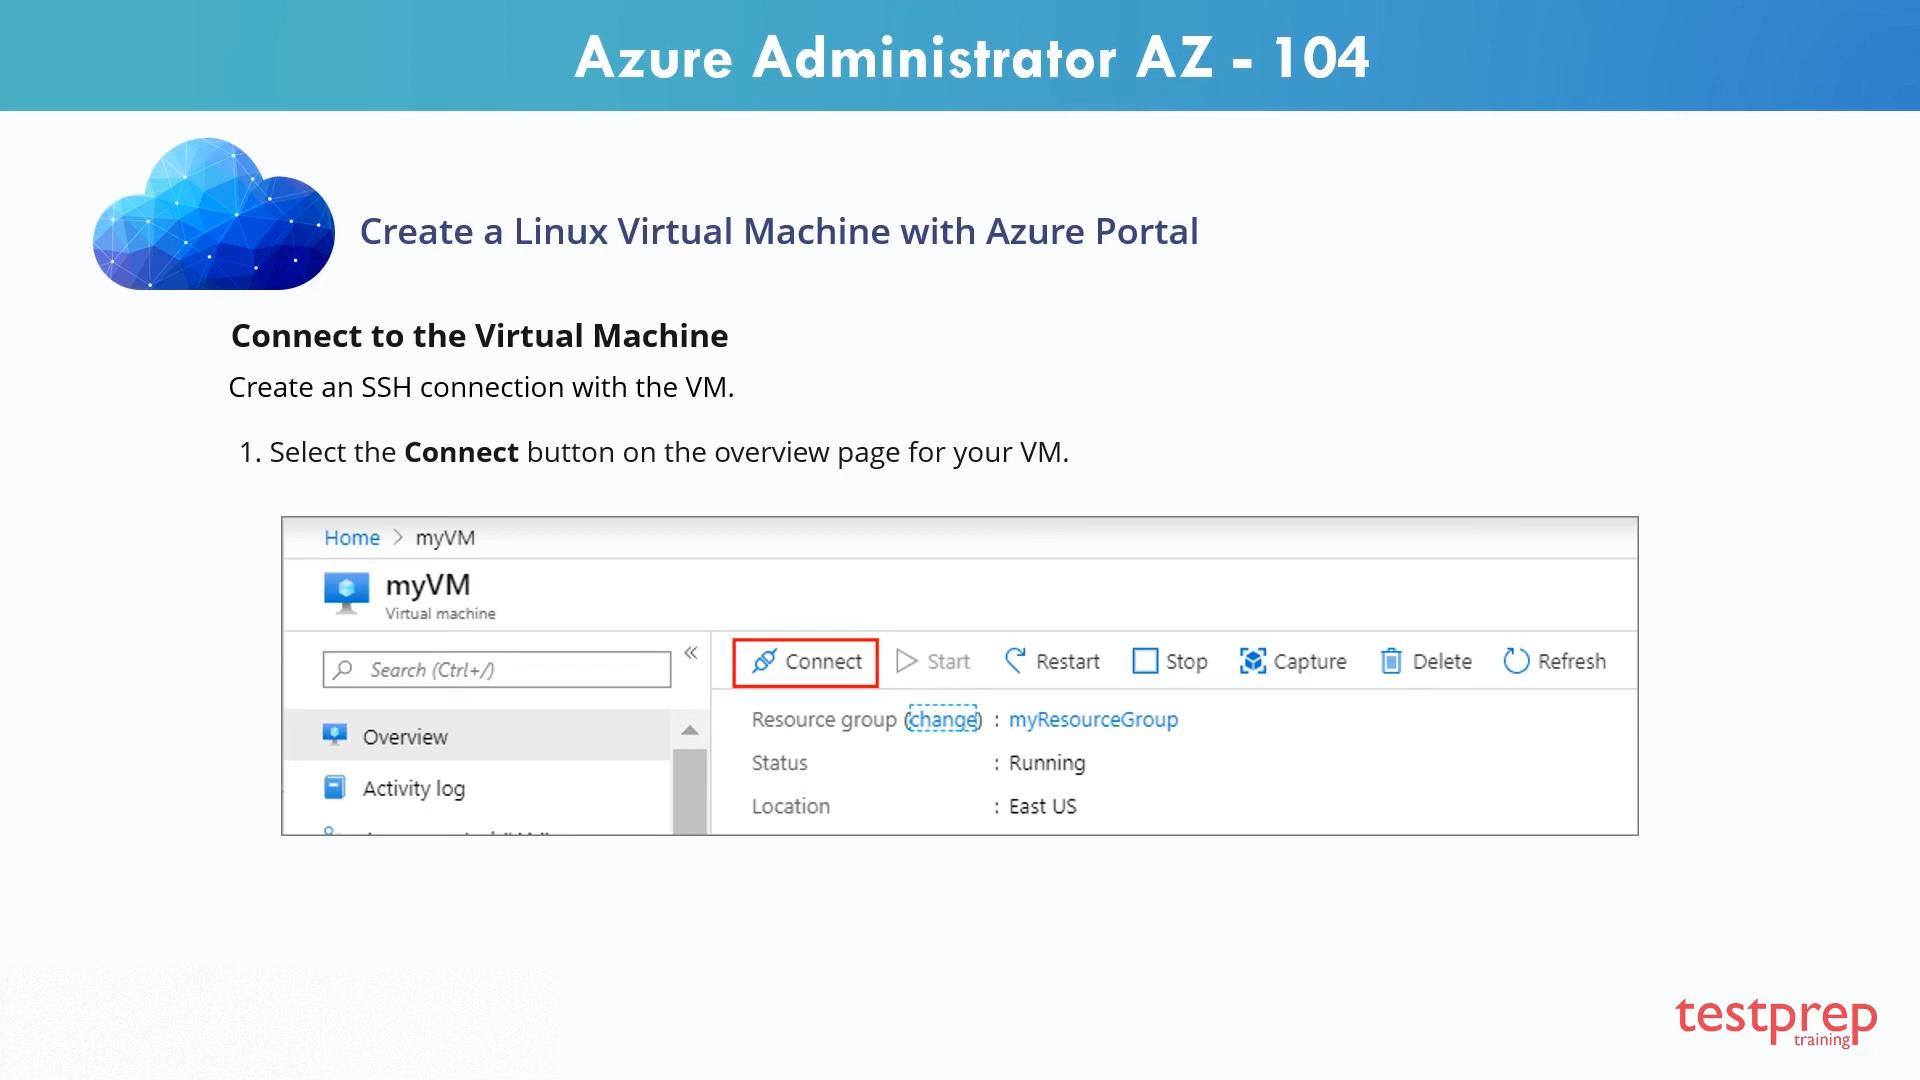 Azure Administrator AZ - 104
Create a Linux Virtual Machine with Azure Portal
Connect to the Virtual Machine
Create an SSH connection with the VM.
1. Select the Connect button on the overview page for your VM.
Home > myVM
myVM
Virtual machine
Search (Ctrl+/)
«
Connect Start Restart Stop Capture Delete Refresh
Resource group (change) : myResourceGroup
Overview
Status : Running
Activity log
Location : East US
testprep
training